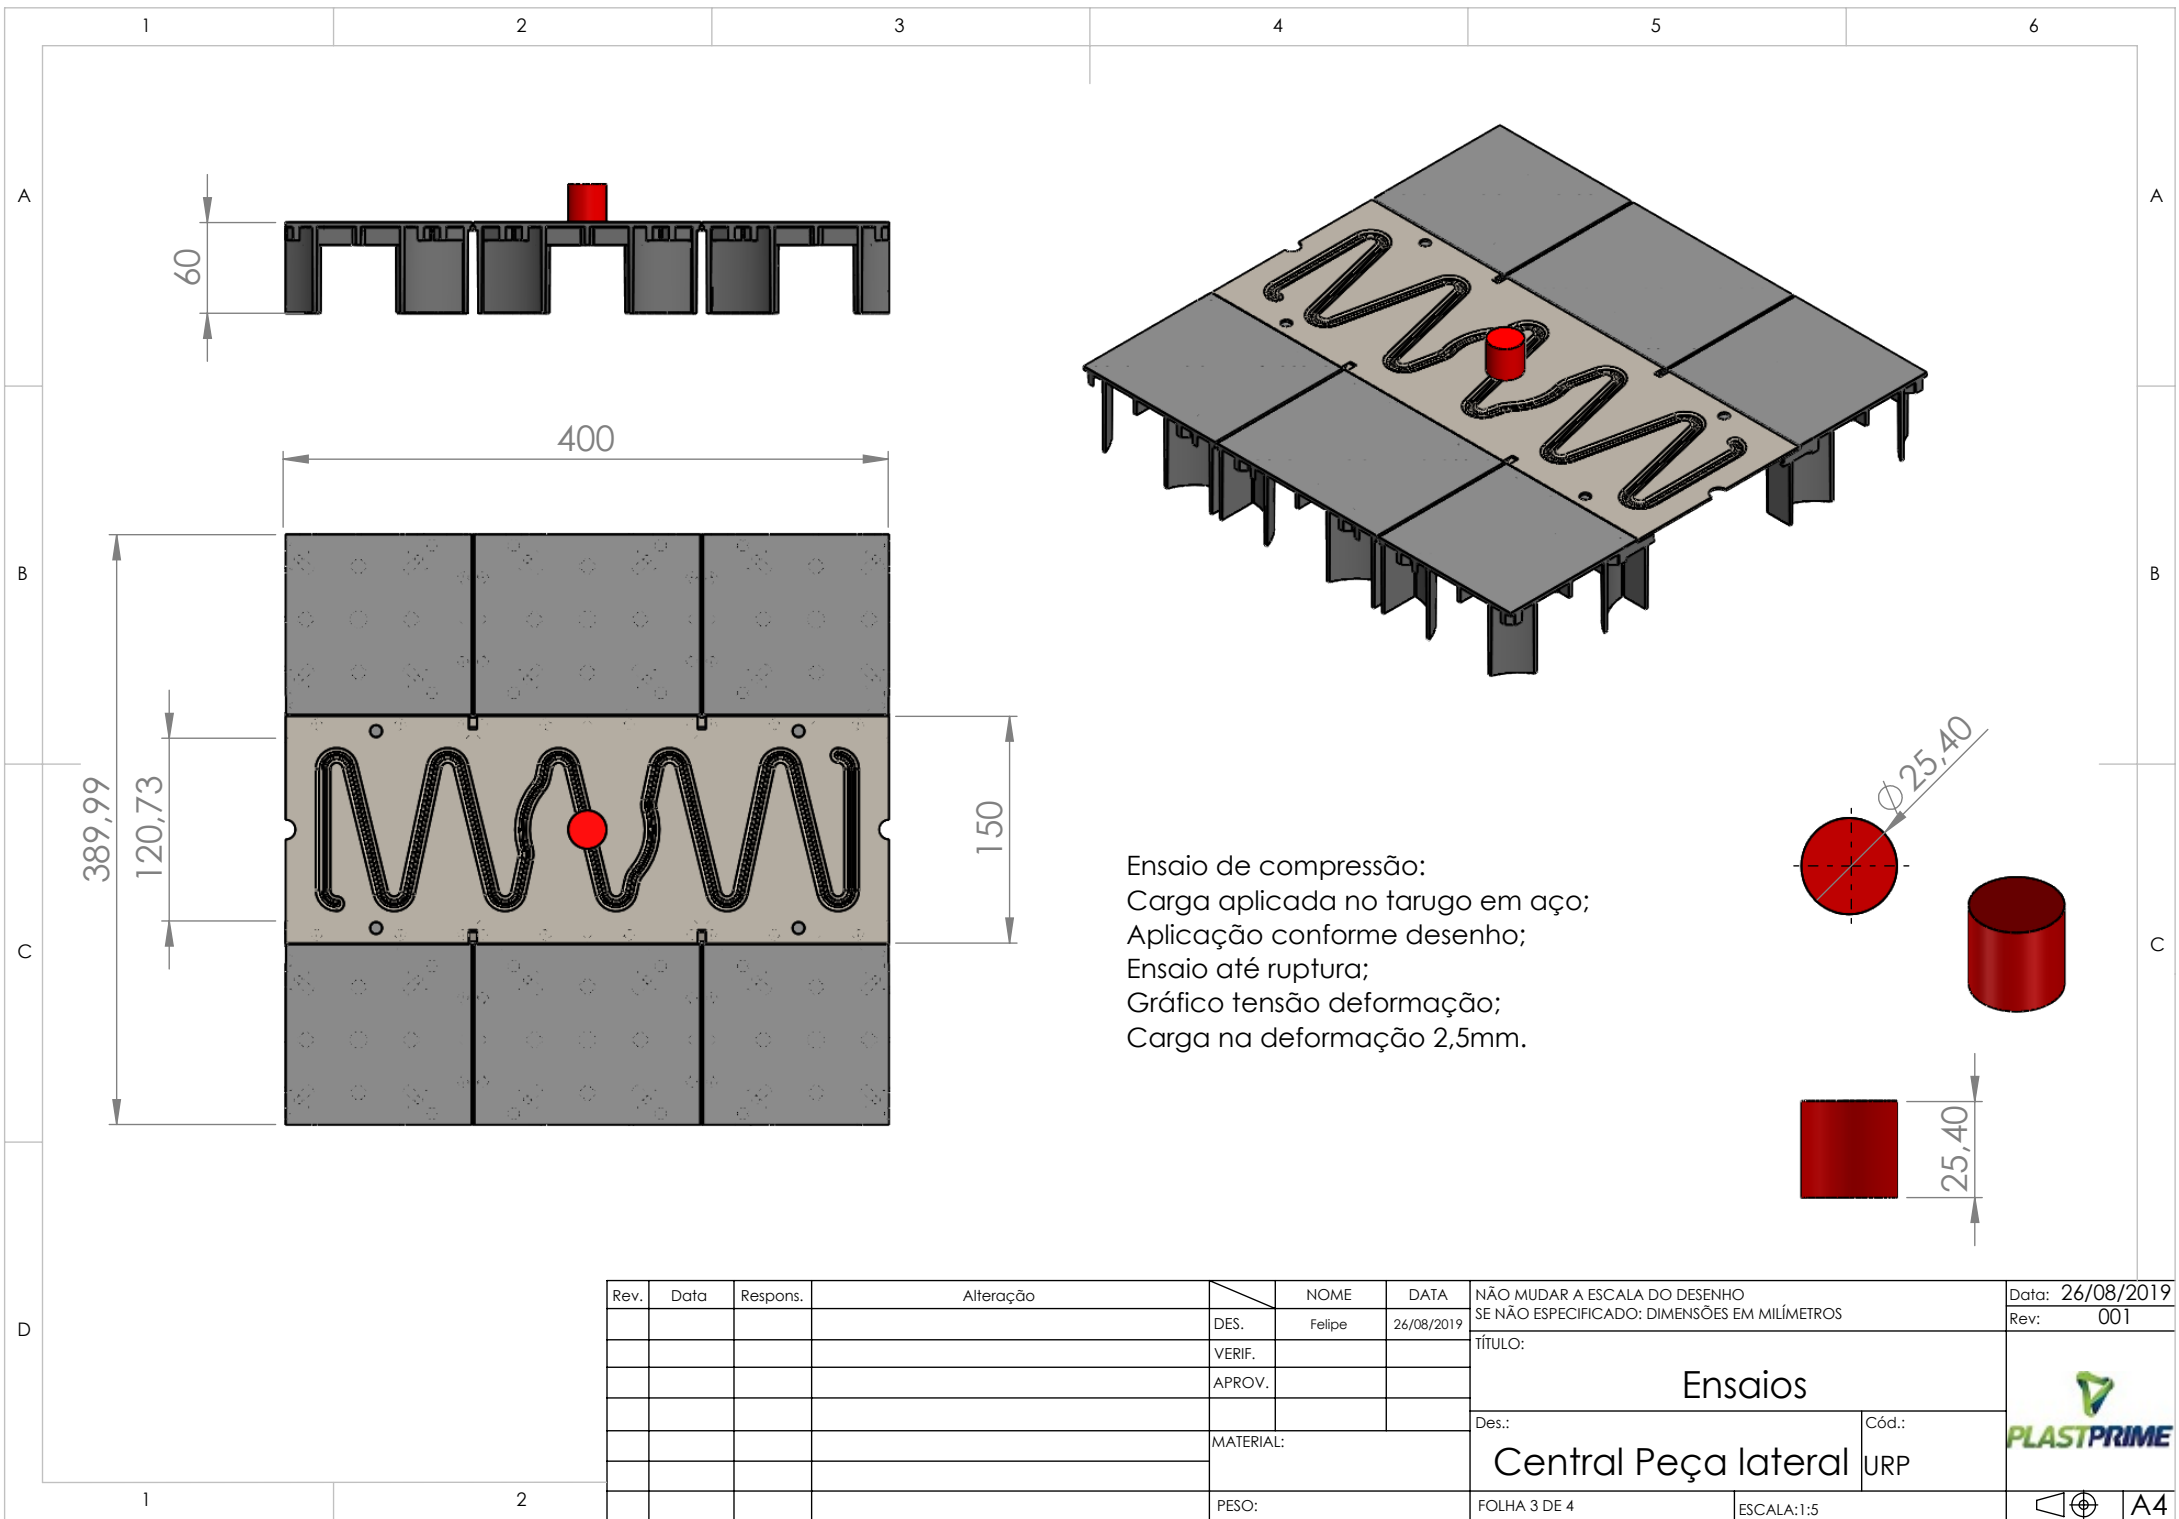 1 2 3 4 5 6
A A
60
400
B B
389,99
120,73
150
Ensaio de compressão:
Carga aplicada no tarugo em aço;
Aplicação conforme desenho;
Ensaio até ruptura;
Gráfico tensão deformação;
Carga na deformação 2,5mm.
∅ 25,40
C C
25,40
D
Rev. Data Respons. Alteração
NOME DATA
DES. Felipe 26/08/2019
VERIF.
APROV.
MATERIAL:
PESO:
NÃO MUDAR A ESCALA DO DESENHO
SE NÃO ESPECIFICADO: DIMENSÕES EM MILÍMETROS
TÍTULO:
Ensaios
Des.:
Central Peça lateral
Cód.:
URP
FOLHA 3 DE 4
ESCALA:1:5
Data: 26/08/2019
Rev: 001
PLASTPRIME
A4
1 2